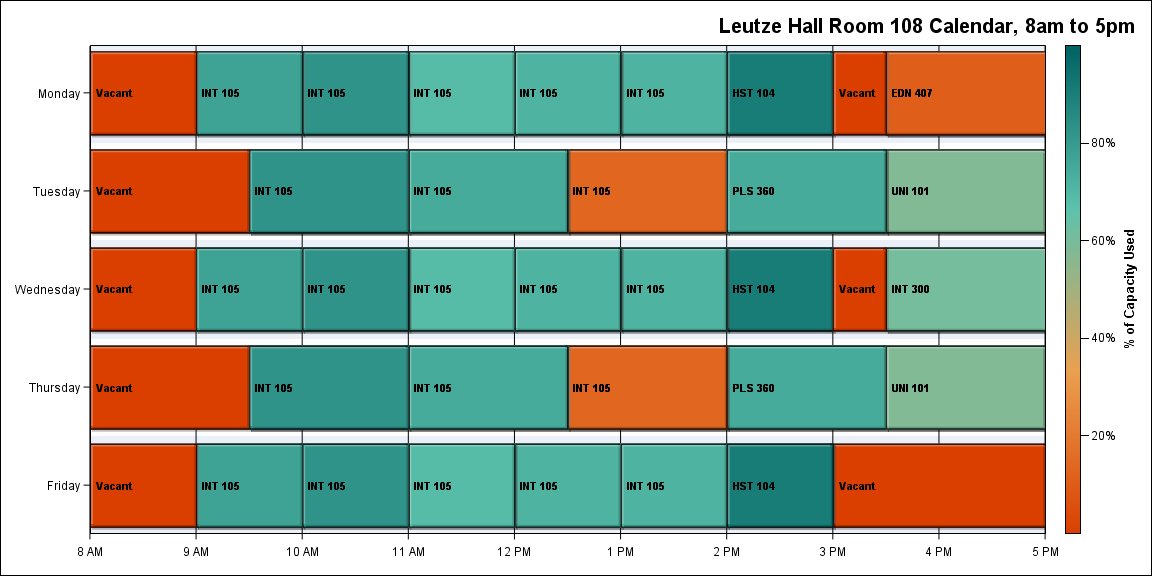 Leutze Hall Room 108 Calendar, 8am to 5pm
Monday
Vacant
INT 105
INT 105
INT 105
INT 105
INT 105
HST 104
Vacant
EDN 407
Tuesday
Vacant
INT 105
INT 105
INT 105
PLS 360
UNI 101
Wednesday
Vacant
INT 105
INT 105
INT 105
INT 105
INT 105
HST 104
Vacant
INT 300
Thursday
Vacant
INT 105
INT 105
INT 105
PLS 360
UNI 101
Friday
Vacant
INT 105
INT 105
INT 105
INT 105
INT 105
HST 104
Vacant
8 AM
9 AM
10 AM
11 AM
12 PM
1 PM
2 PM
3 PM
4 PM
5 PM
80%
60%
40%
20%
% of Capacity Used